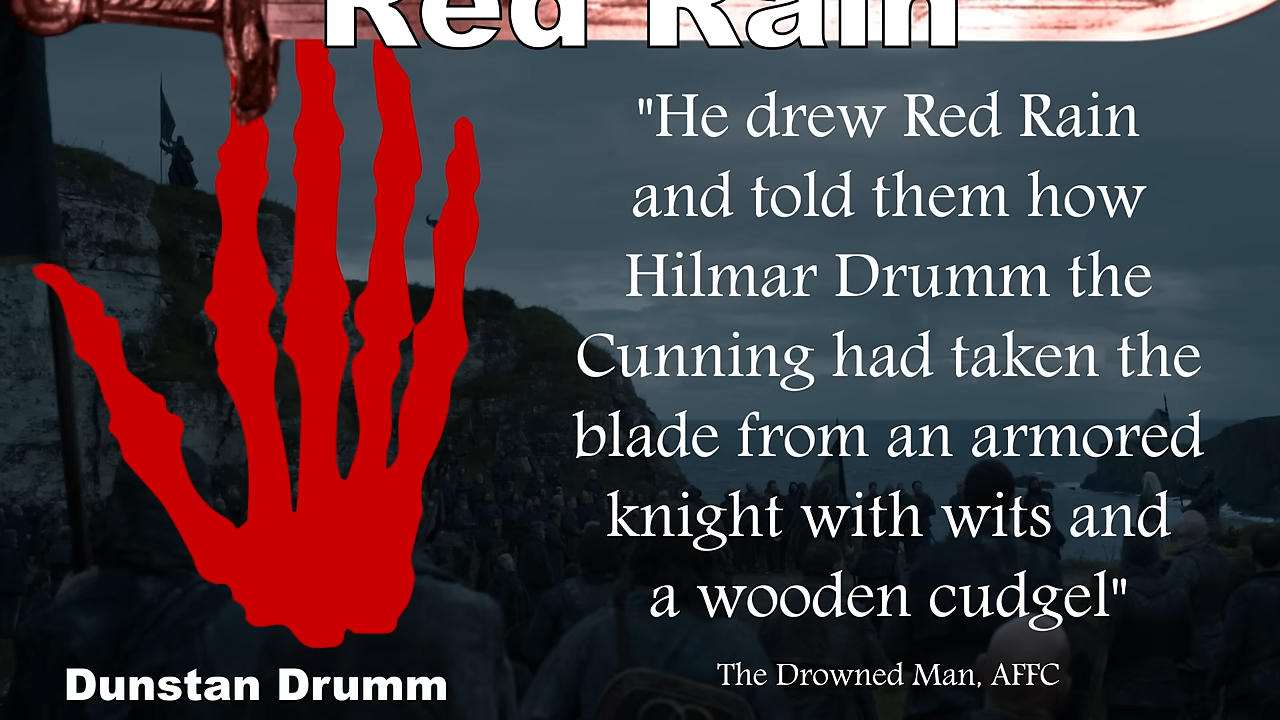 Red Rain
"He drew Red Rain
and told them how
Hilmar Drumm the
Cunning had taken the
blade from an armored
knight with wits and
a wooden cudgel"
The Drowned Man, AFFC
Dunstan Drumm